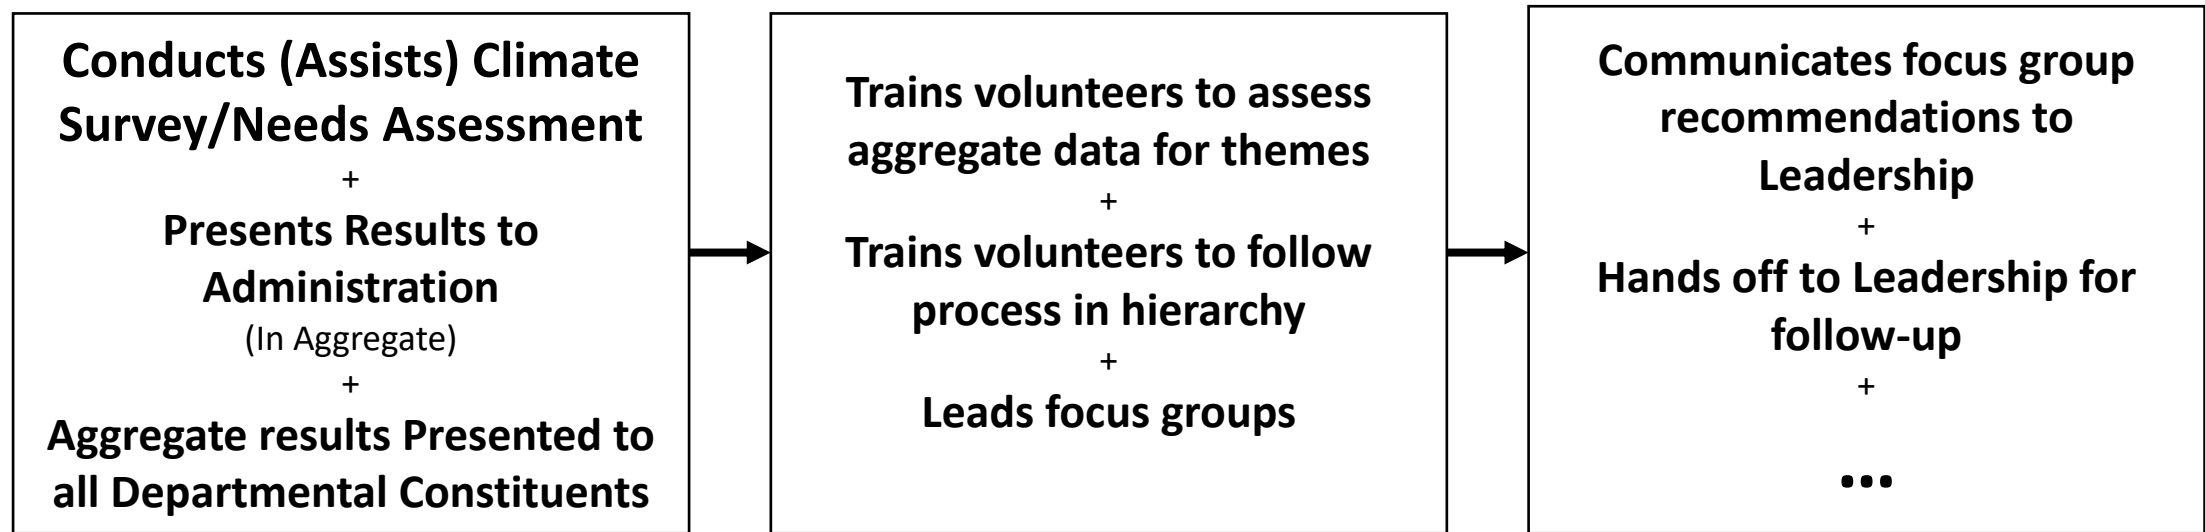 Conducts (Assists) Climate
Survey/Needs Assessment
+
Presents Results to
Administration
(In Aggregate)
+
Aggregate results Presented to
all Departmental Constituents
Trains volunteers to assess
aggregate data for themes
+
Trains volunteers to follow
process in hierarchy
+
Leads focus groups
Communicates focus group
recommendations to
Leadership
+
Hands off to Leadership for
follow-up
+
...